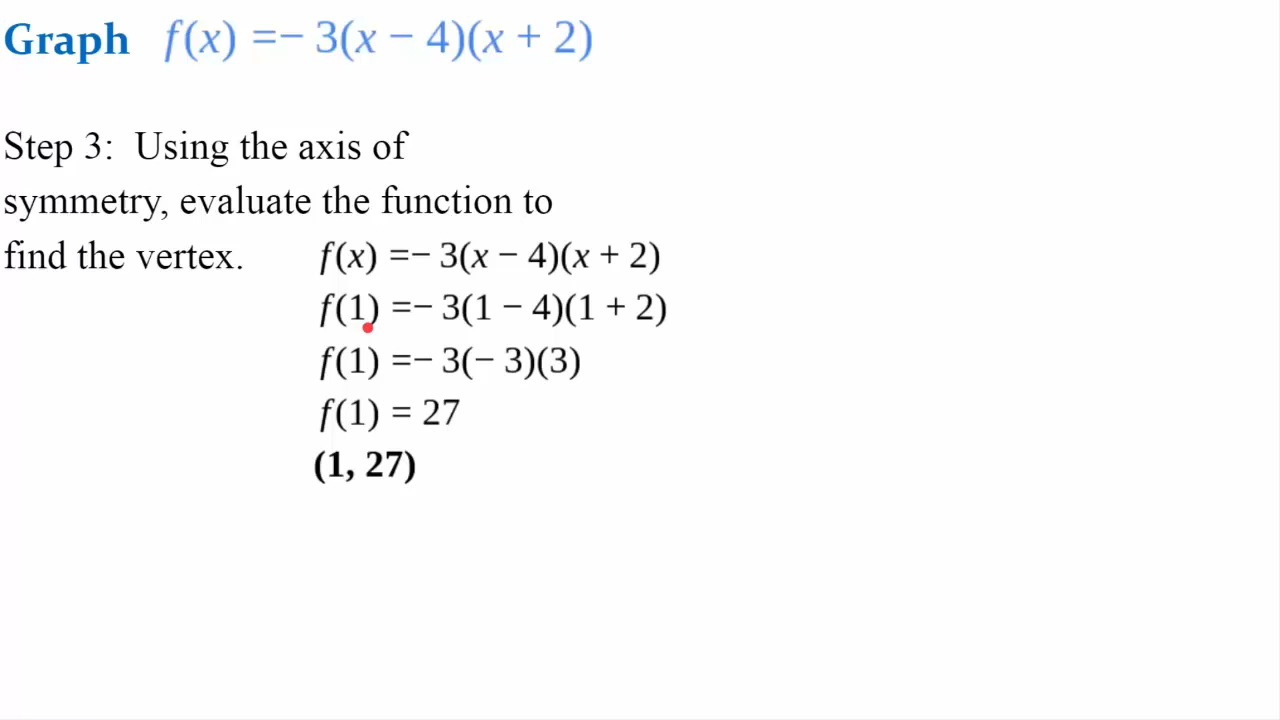 Graph f(x) =− 3(x − 4)(x + 2)
Step 3: Using the axis of
symmetry, evaluate the function to
find the vertex.
f(x) =− 3(x − 4)(x + 2)
f(1) =− 3(1 − 4)(1 + 2)
f(1) =− 3(− 3)(3)
f(1) = 27
(1, 27)